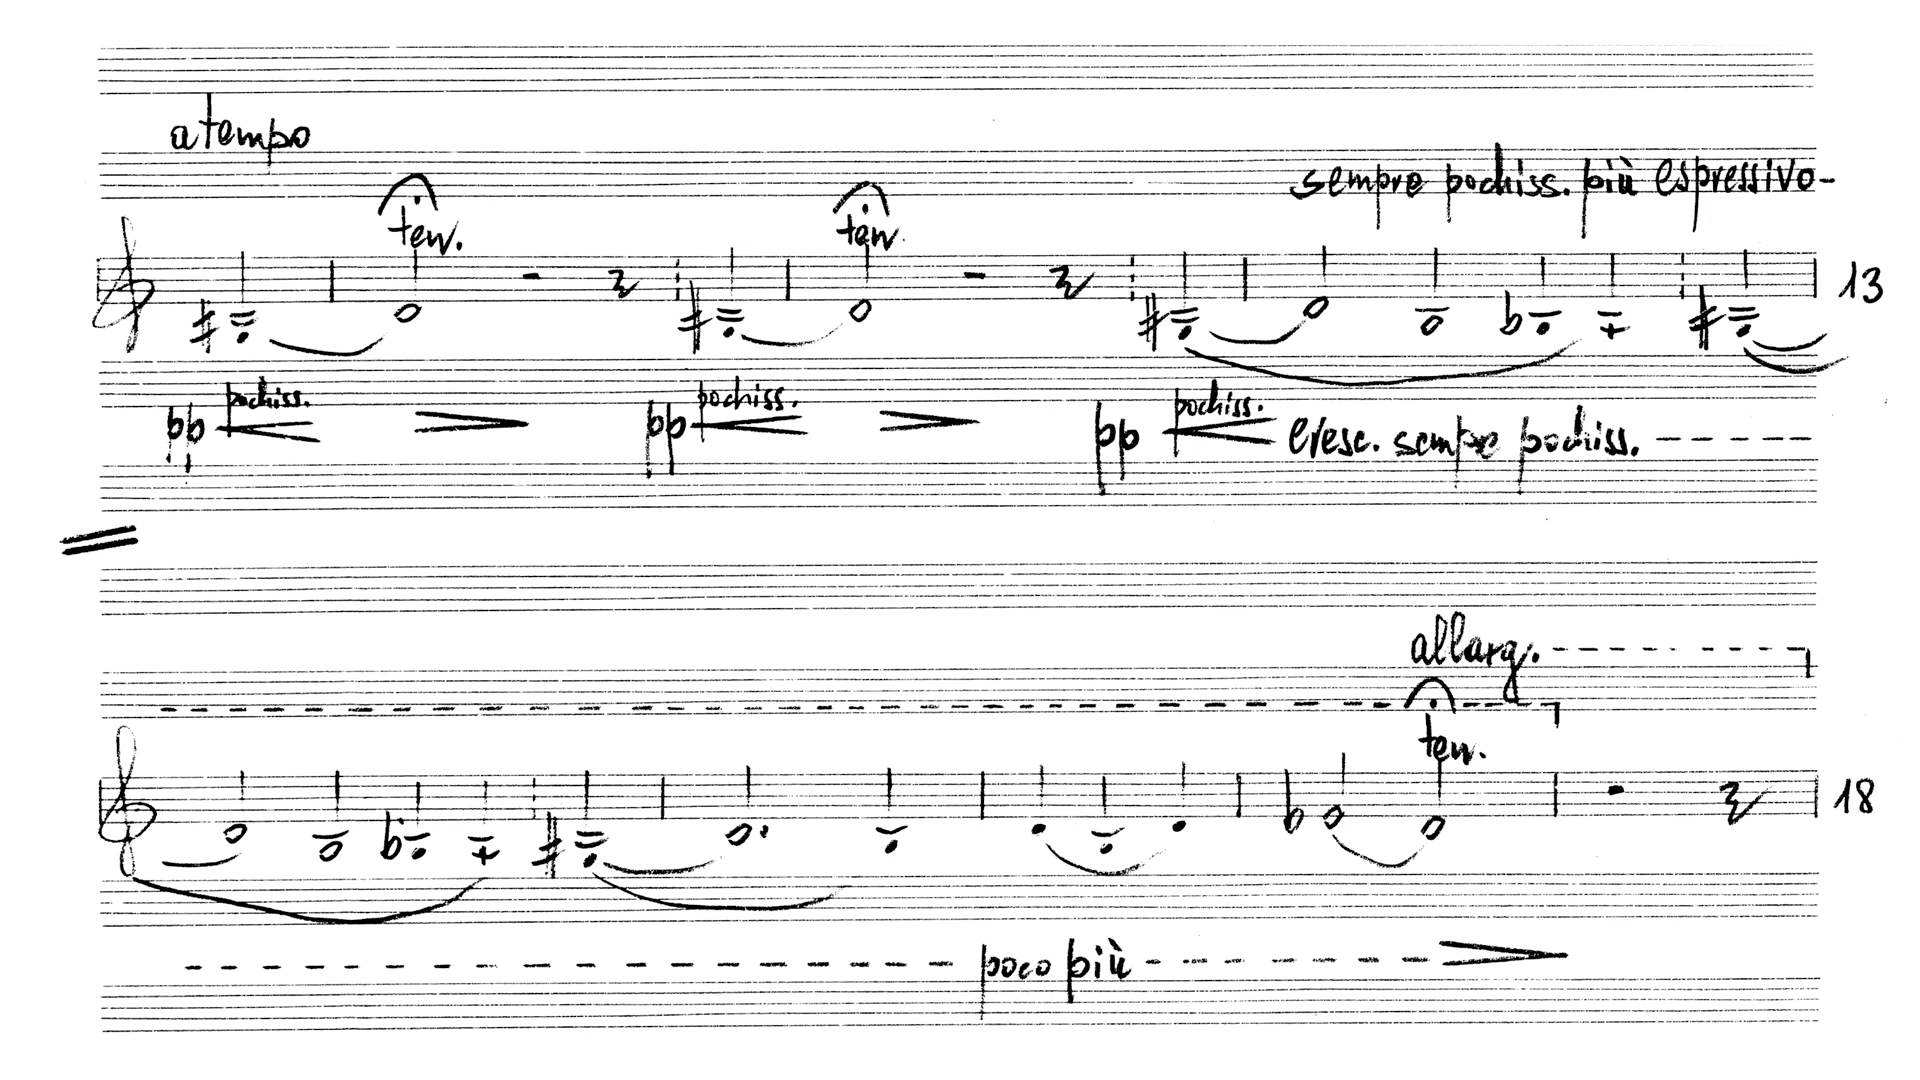 a tempo
sempre pochiss. più espressivo-
ten.
ten.
13
pp pochiss. pp pochiss. pp pochiss. cresc. sempre pochiss.
allarg.
ten.
18
poco più